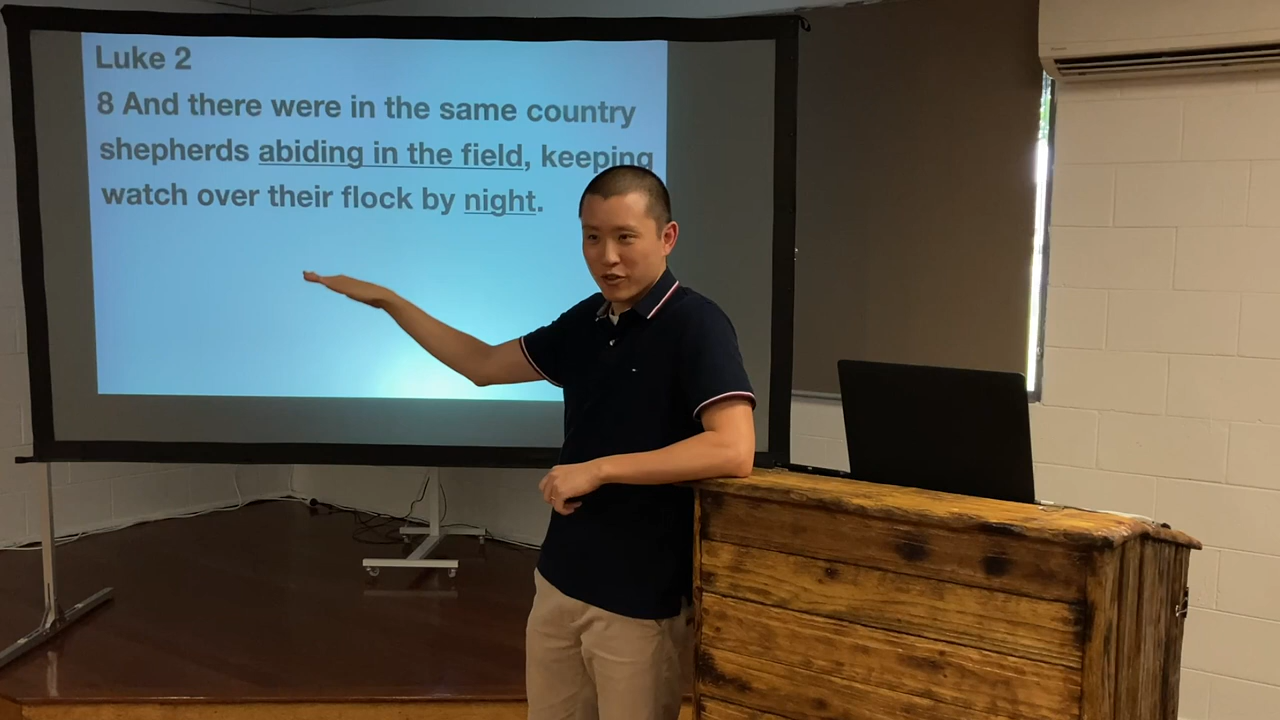 Luke 2
8 And there were in the same country
shepherds abiding in the field, keeping
watch over their flock by night.